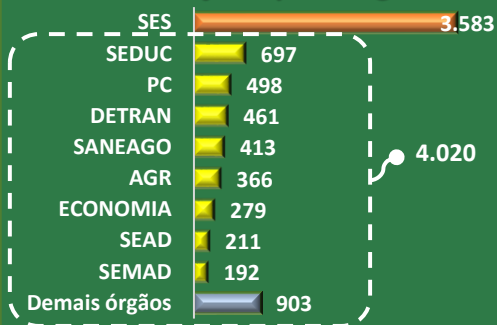 SES 3.583
SEDUC 697
PC 498
DETRAN 461
SANEAGO 413
AGR 366
ECONOMIA 279
SEAD 211
SEMAD 192
Demais órgãos 903
4.020